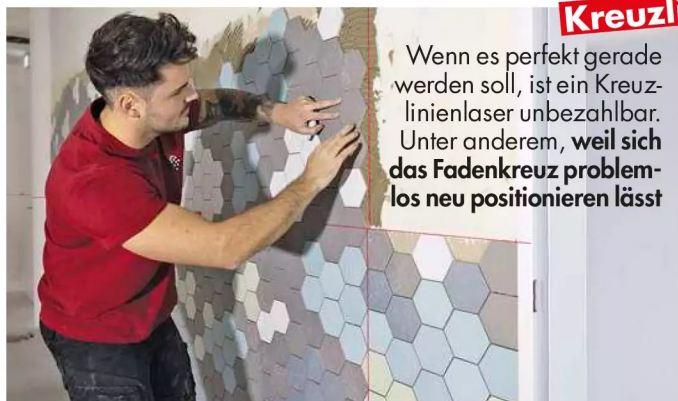 Wenn es perfekt gerade
werden soll, ist ein Kreuz-
linienlaser unbezahlbar.
Unter anderem, weil sich
das Fadenkreuz problem-
los neu positionieren lässt